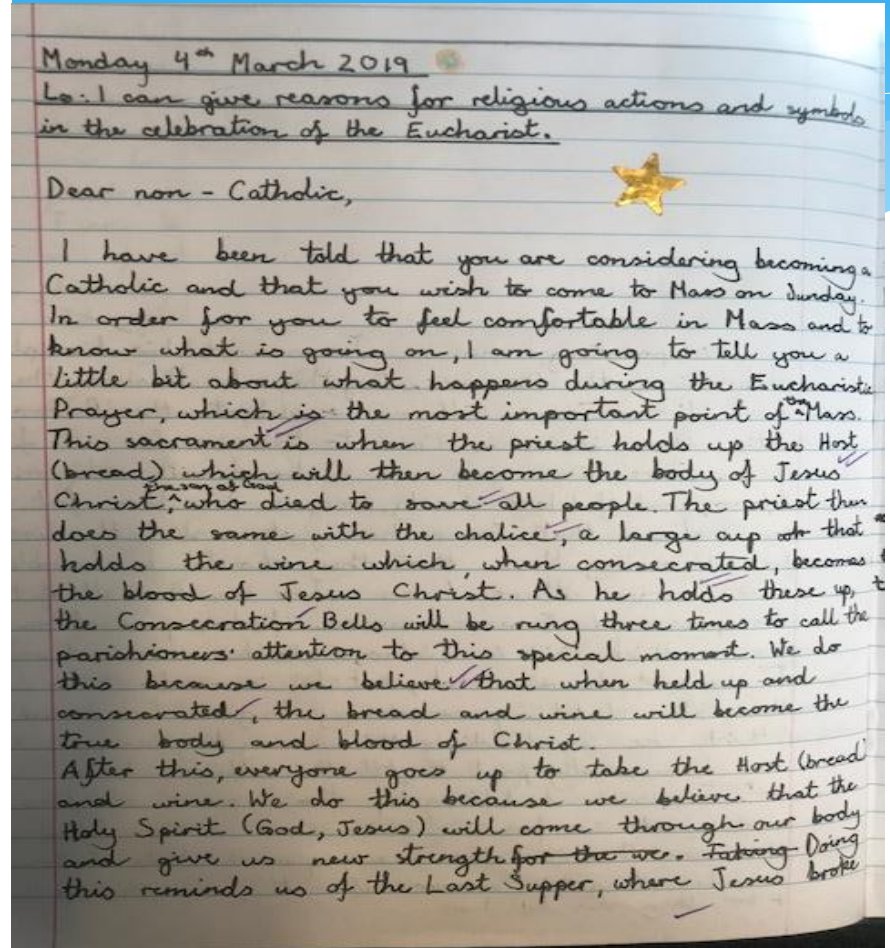 Monday 4th March 2019
Lo: I can give reasons for religious actions and symbols
in the celebration of the Eucharist.
Dear non - Catholic,
I have been told that you are considering becoming a
Catholic and that you wish to come to Mass on Sunday.
In order for you to feel comfortable in Mass and to
know what is going on, I am going to tell you a
little bit about what happens during the Eucharistic
Prayer, which is the most important point of the Mass.
This sacrament is when the priest holds up the Host
(bread) which will then become the body of Jesus
Christ, the son of God who died to save all people. The priest then
does the same with the chalice, a large cup that
holds the wine which, when consecrated, becomes
the blood of Jesus Christ. As he holds these up,
the Consecration Bells will be rung three times to call the
parishioners' attention to this special moment. We do
this because we believe that when held up and
consecrated, the bread and wine will become the
true body and blood of Christ.
After this, everyone goes up to take the Host (bread)
and wine. We do this because we believe that the
Holy Spirit (God, Jesus) will come through our body
and give us new strength for the we. Taking Doing
this reminds us of the Last Supper, where Jesus broke